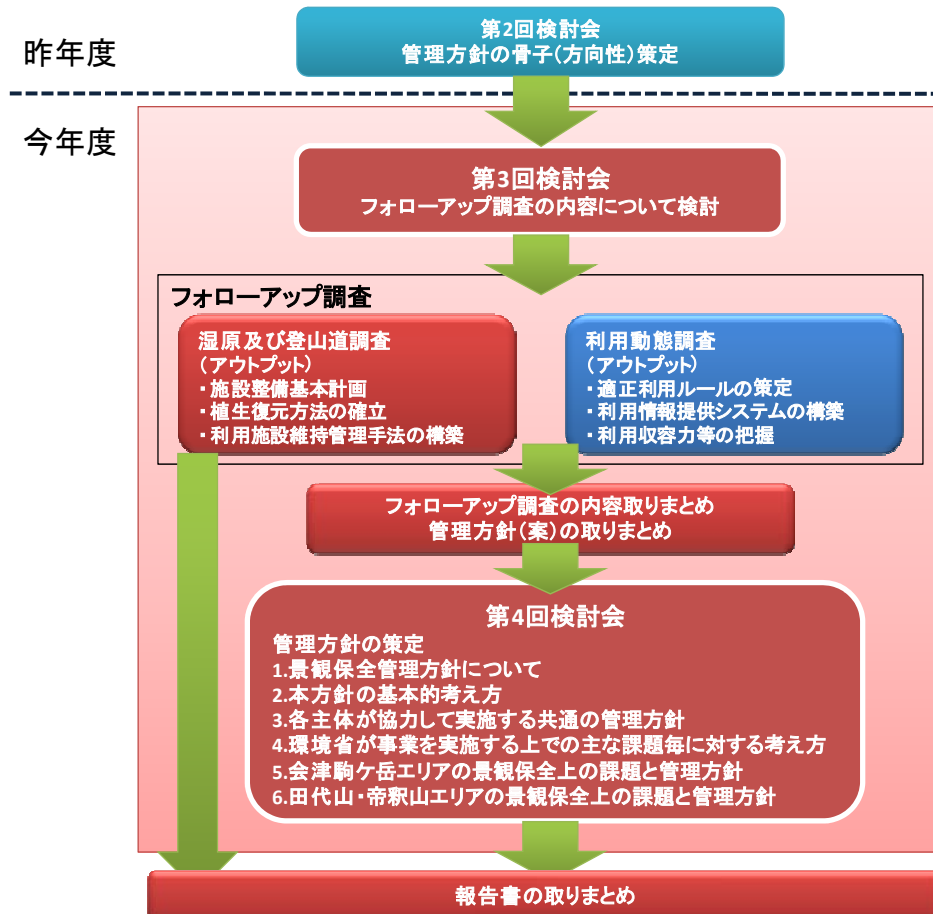 昨年度
第2回検討会
管理方針の骨子(方向性)策定
今年度
第3回検討会
フォローアップ調査の内容について検討
フォローアップ調査
湿原及び登山道調査
(アウトプット)
・施設整備基本計画
・植生復元方法の確立
・利用施設維持管理手法の構築
利用動態調査
(アウトプット)
・適正利用ルールの策定
・利用情報提供システムの構築
・利用収容力等の把握
フォローアップ調査の内容取りまとめ
管理方針(案)の取りまとめ
第4回検討会
管理方針の策定
1.景観保全管理方針について
2.本方針の基本的考え方
3.各主体が協力して実施する共通の管理方針
4.環境省が事業を実施する上での主な課題毎に対する考え方
5.会津駒ケ岳エリアの景観保全上の課題と管理方針
6.田代山・帝釈山エリアの景観保全上の課題と管理方針
報告書の取りまとめ